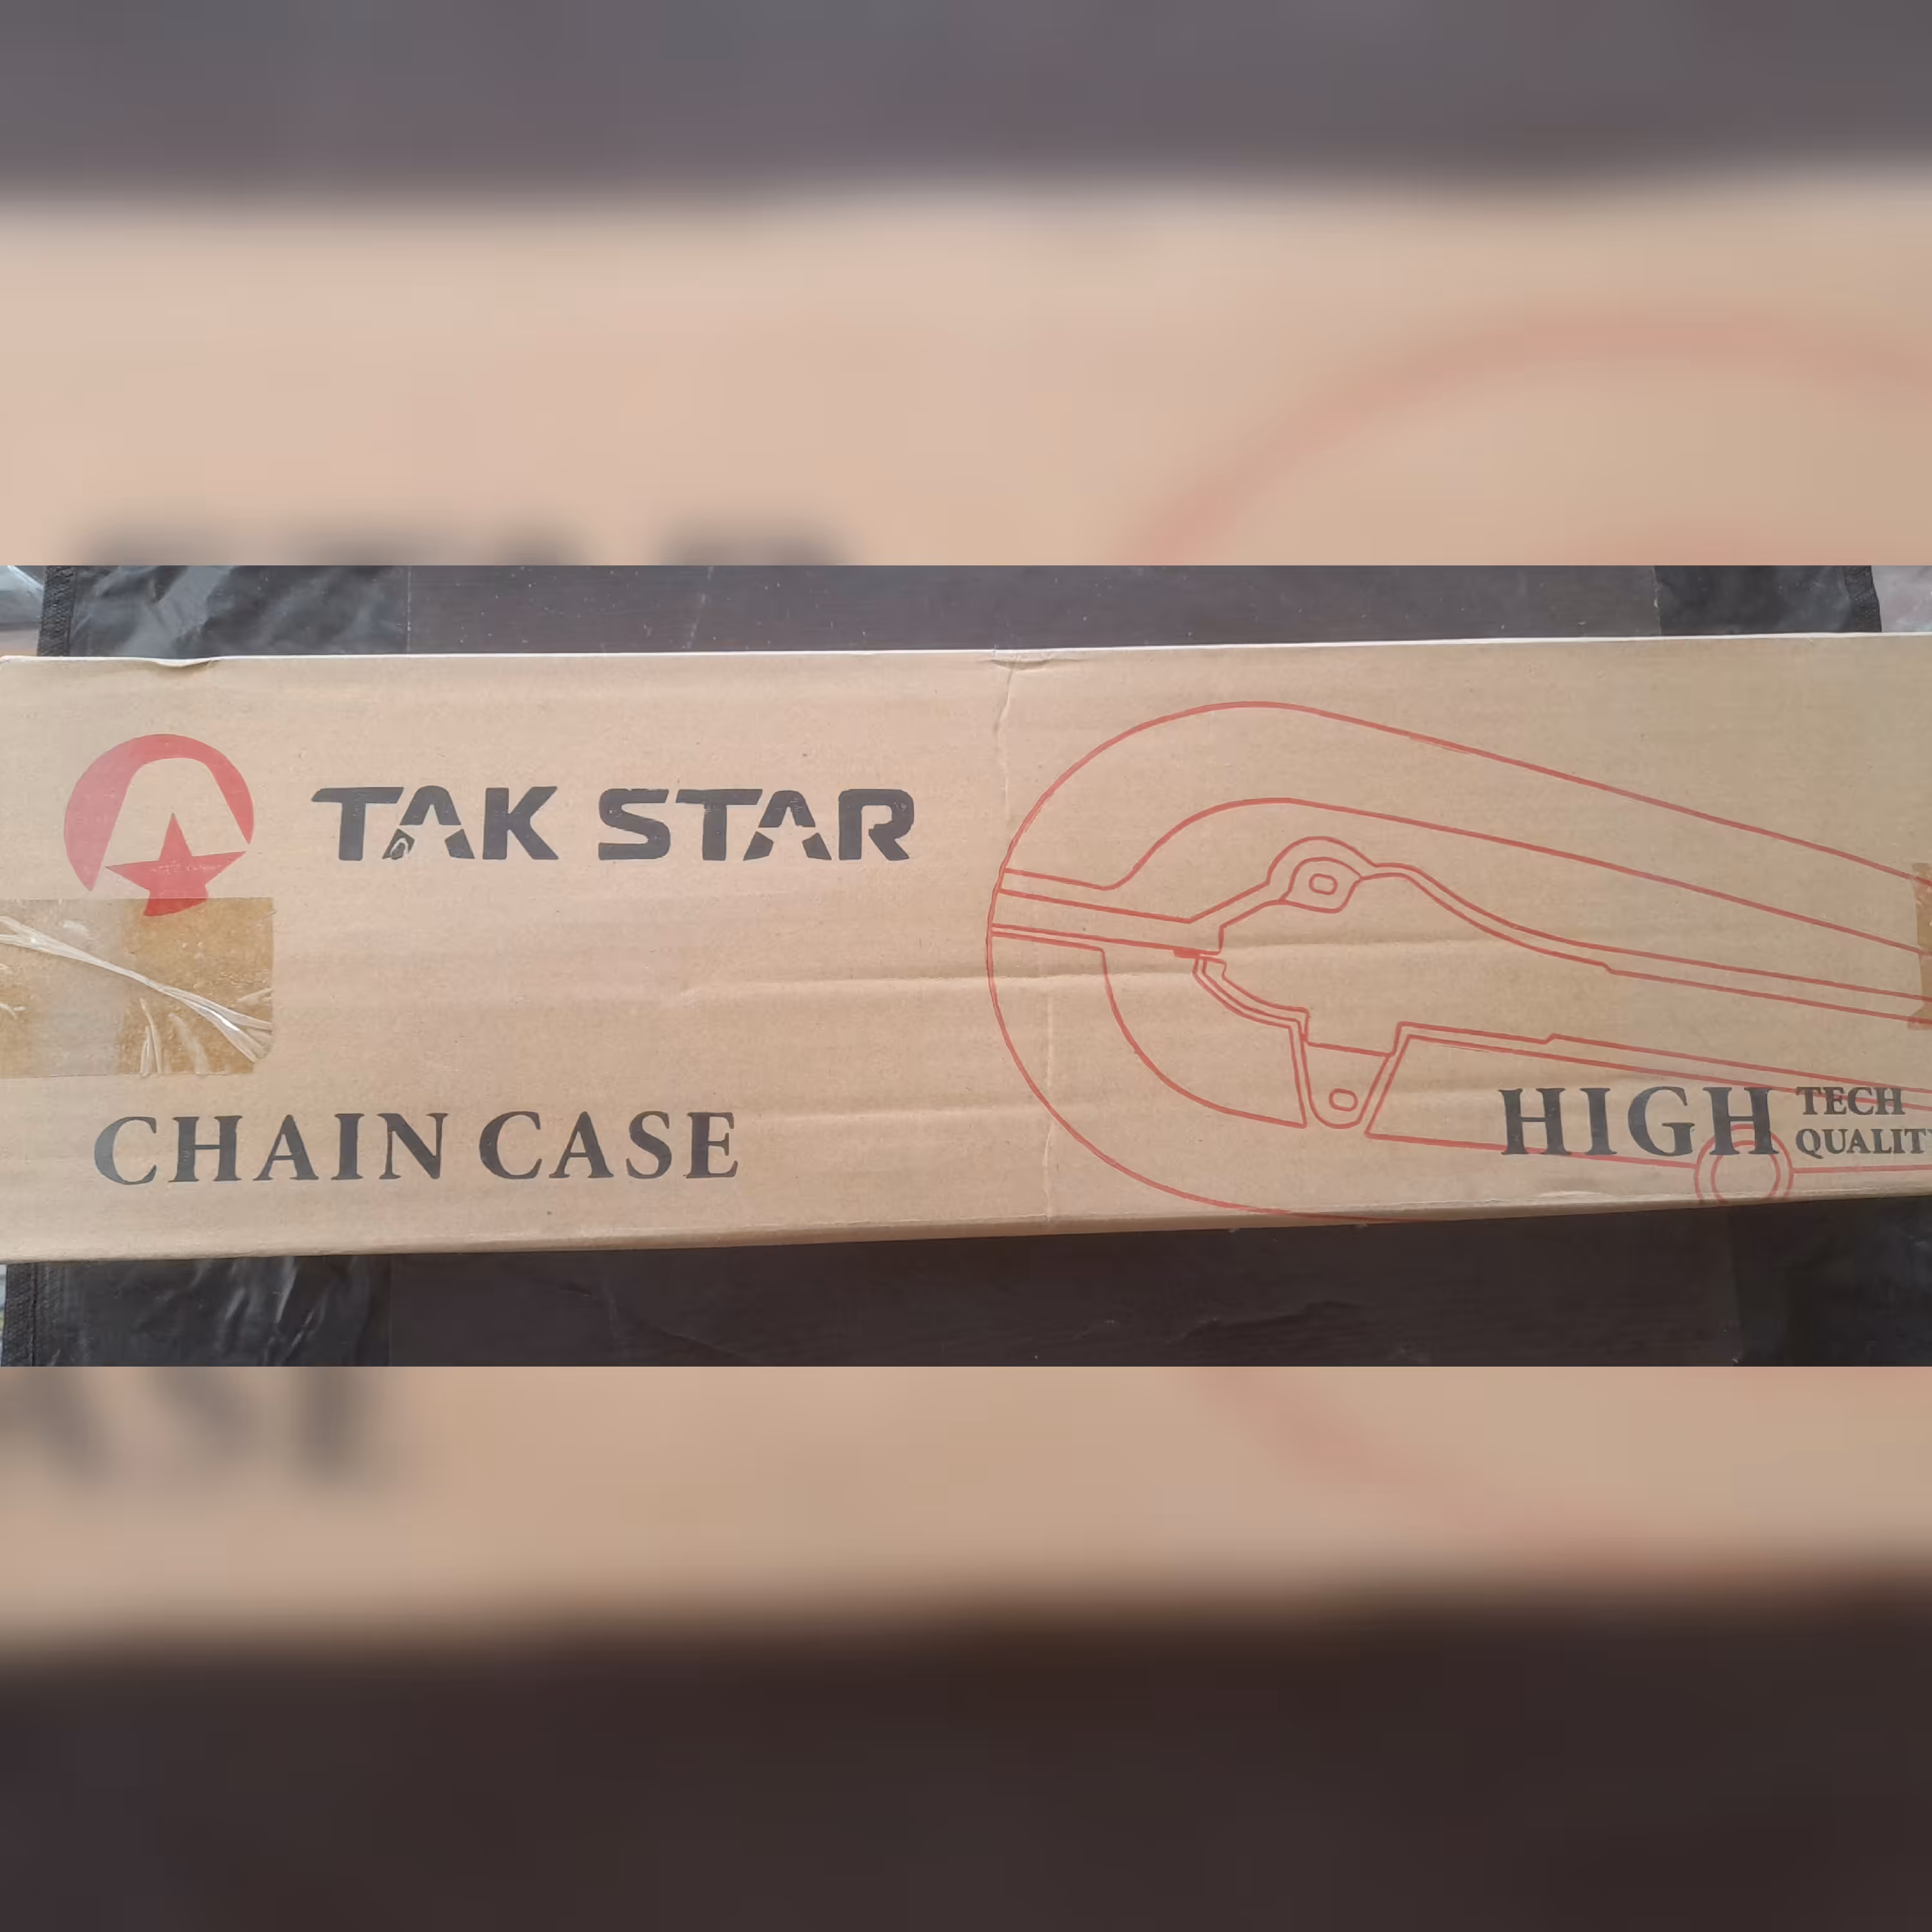 TAK STAR
CHAIN CASE
HIGH TECH
QUALITY